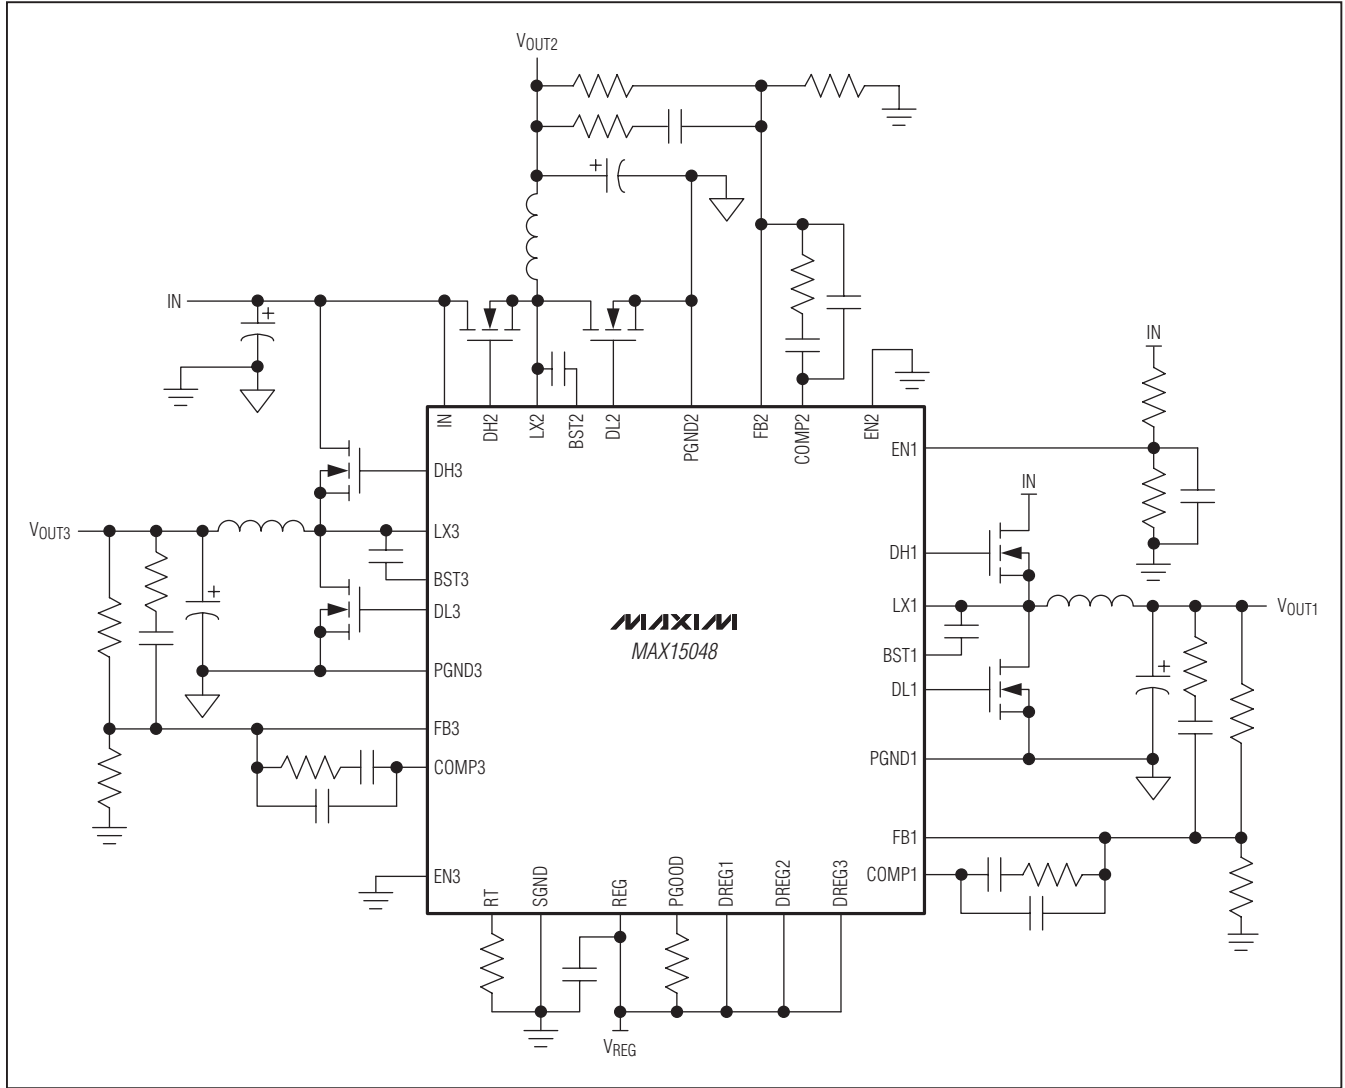 VOUT2
+
IN
+
IN
DH2
LX2
BST2
DL2
PGND2
FB2
COMP2
EN2
IN
EN1
DH3
IN
VOUT3
LX3
DH1
BST3
+
DL3
LX1
VOUT1
MAXIM
MAX15048
BST1
PGND3
+
DL1
FB3
PGND1
COMP3
FB1
EN3
COMP1
RT
SGND
REG
PGOOD
DREG1
DREG2
DREG3
VREG